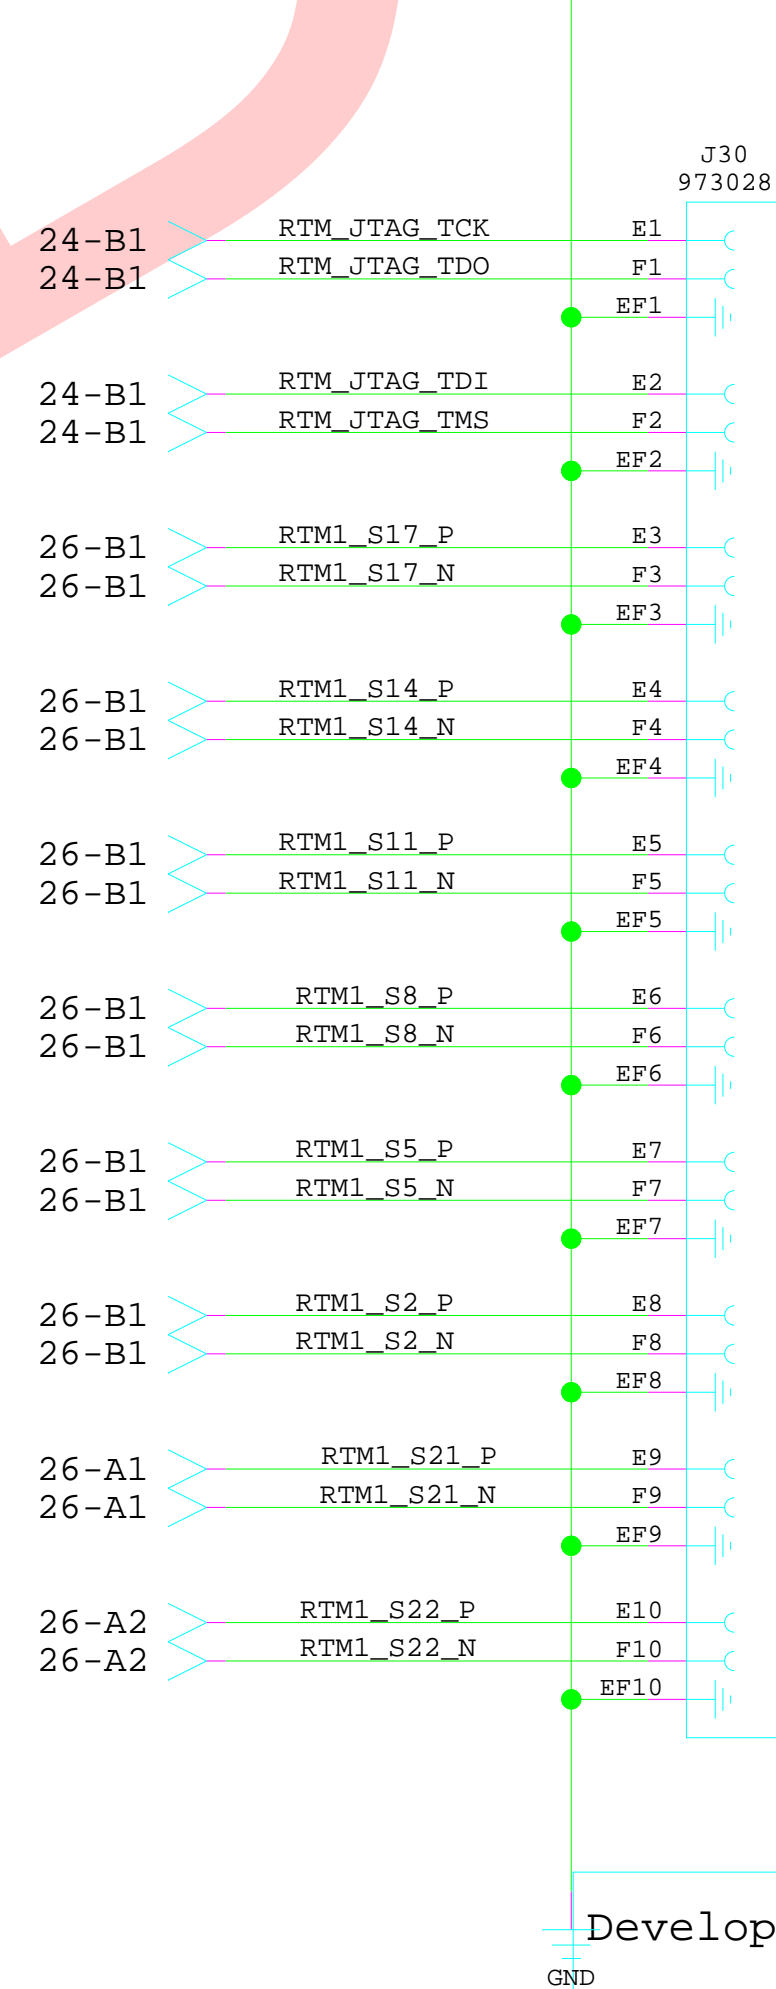 J30
973028
24-B1 RTM_JTAG_TCK E1
24-B1 RTM_JTAG_TDO F1
EF1
24-B1 RTM_JTAG_TDI E2
24-B1 RTM_JTAG_TMS F2
EF2
26-B1 RTM1_S17_P E3
26-B1 RTM1_S17_N F3
EF3
26-B1 RTM1_S14_P E4
26-B1 RTM1_S14_N F4
EF4
26-B1 RTM1_S11_P E5
26-B1 RTM1_S11_N F5
EF5
26-B1 RTM1_S8_P E6
26-B1 RTM1_S8_N F6
EF6
26-B1 RTM1_S5_P E7
26-B1 RTM1_S5_N F7
EF7
26-B1 RTM1_S2_P E8
26-B1 RTM1_S2_N F8
EF8
26-A1 RTM1_S21_P E9
26-A1 RTM1_S21_N F9
EF9
26-A2 RTM1_S22_P E10
26-A2 RTM1_S22_N F10
EF10
Develop
GND